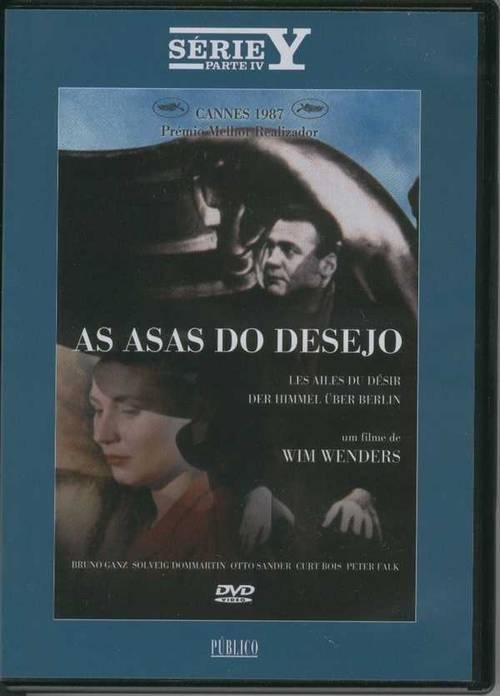 SÉRIE Y
PARTE IV
CANNES 1987
Prémio Melhor Realizador
AS ASAS DO DESEJO
LES AILES DU DÉSIR
DER HIMMEL ÜBER BERLIN
um filme de
WIM WENDERS
BRUNO GANZ SOLVEIG DOMMARTIN OTTO SANDER CURT BOIS PETER FALK
DVD
VIDEO
PÚBLICO